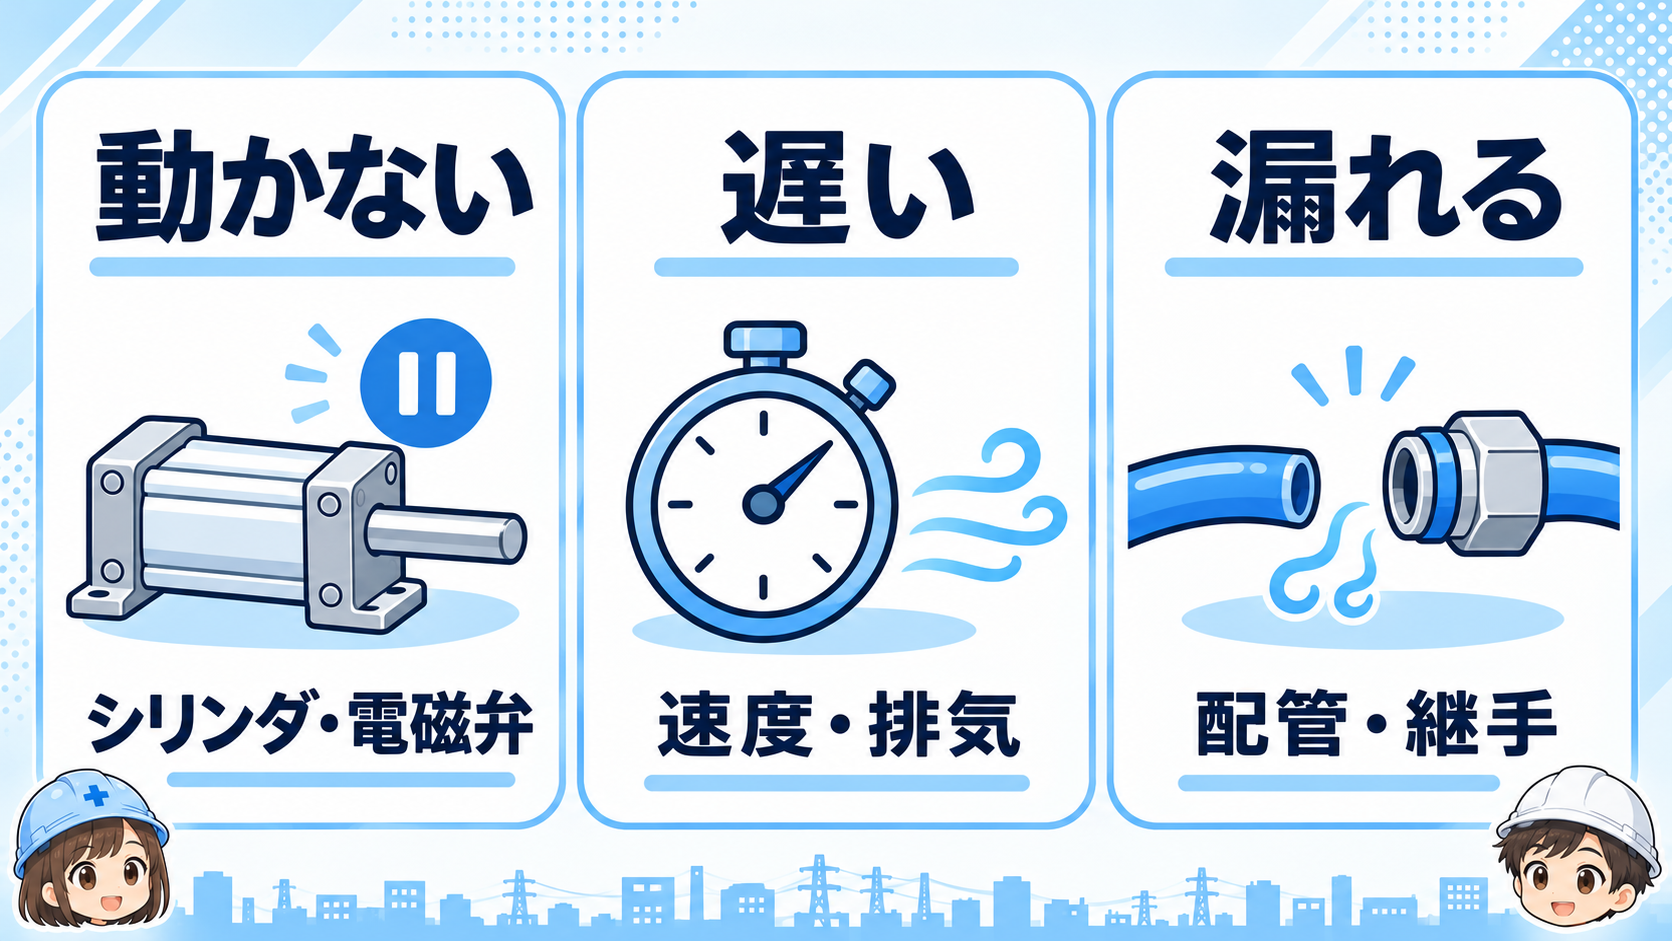 動かない
シリンダ・電磁弁
遅い
速度・排気
漏れる
配管・継手